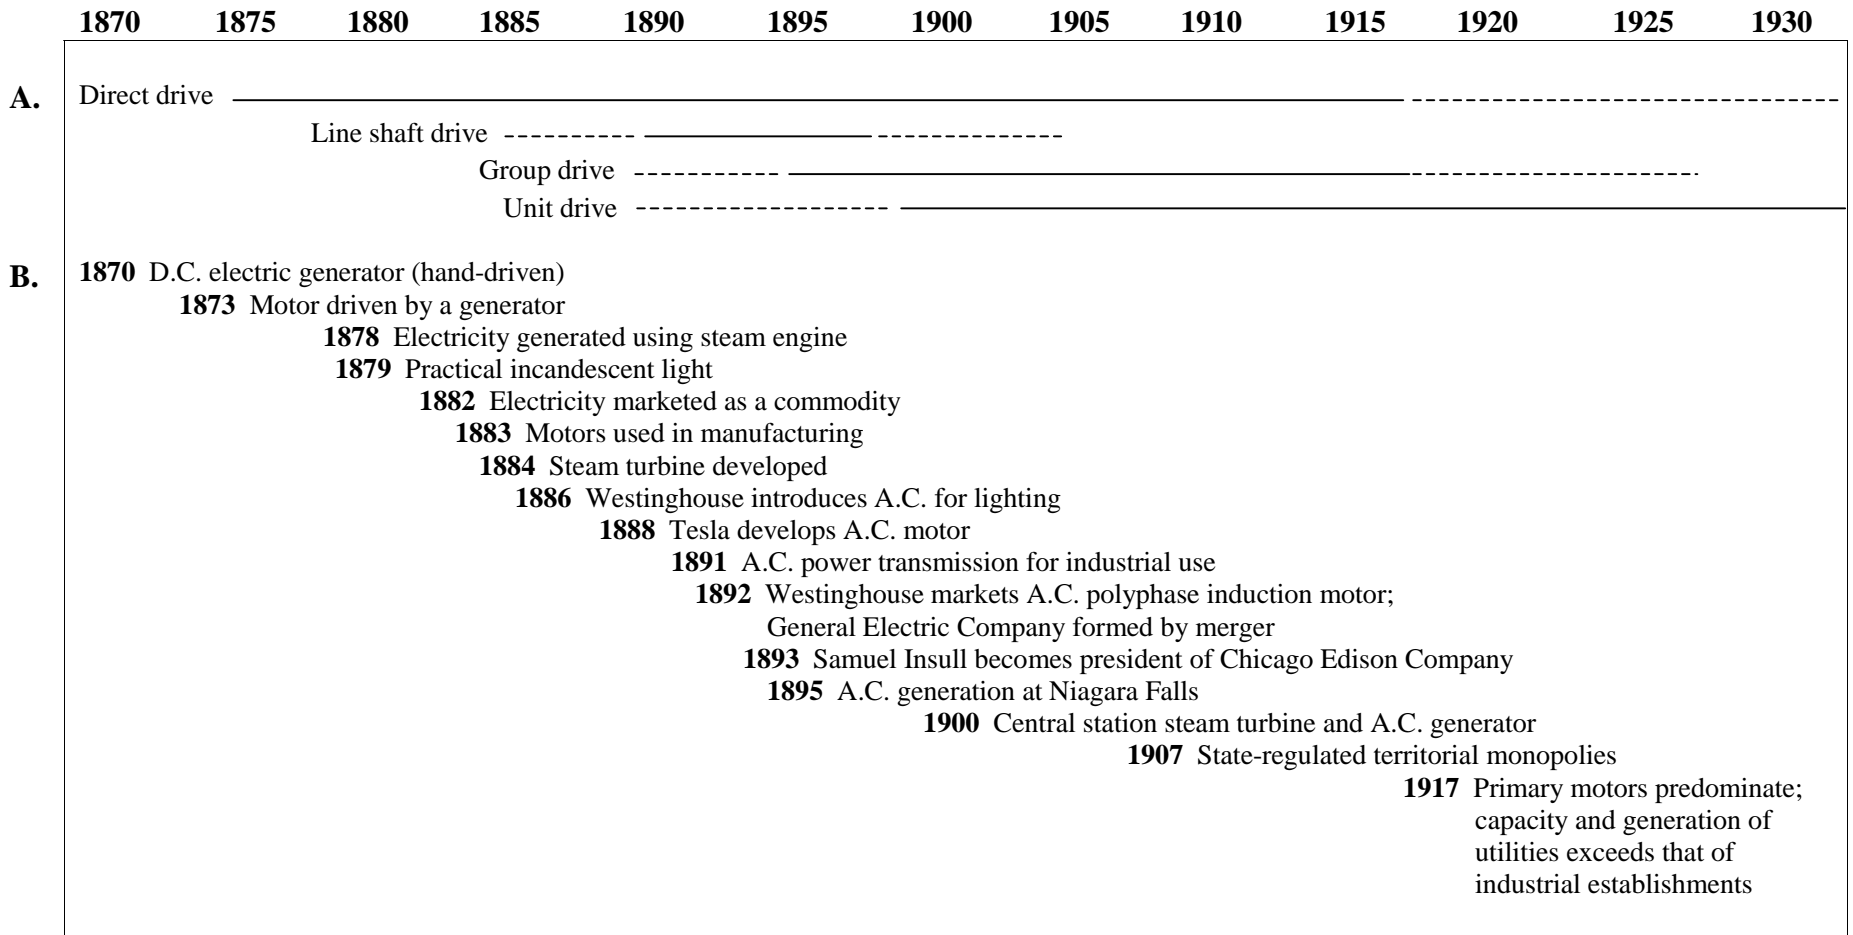 1870 1875 1880 1885 1890 1895 1900 1905 1910 1915 1920 1925 1930
A. Direct drive
Line shaft drive
Group drive
Unit drive
B. 1870 D.C. electric generator (hand-driven)
1873 Motor driven by a generator
1878 Electricity generated using steam engine
1879 Practical incandescent light
1882 Electricity marketed as a commodity
1883 Motors used in manufacturing
1884 Steam turbine developed
1886 Westinghouse introduces A.C. for lighting
1888 Tesla develops A.C. motor
1891 A.C. power transmission for industrial use
1892 Westinghouse markets A.C. polyphase induction motor;
General Electric Company formed by merger
1893 Samuel Insull becomes president of Chicago Edison Company
1895 A.C. generation at Niagara Falls
1900 Central station steam turbine and A.C. generator
1907 State-regulated territorial monopolies
1917 Primary motors predominate;
capacity and generation of
utilities exceeds that of
industrial establishments